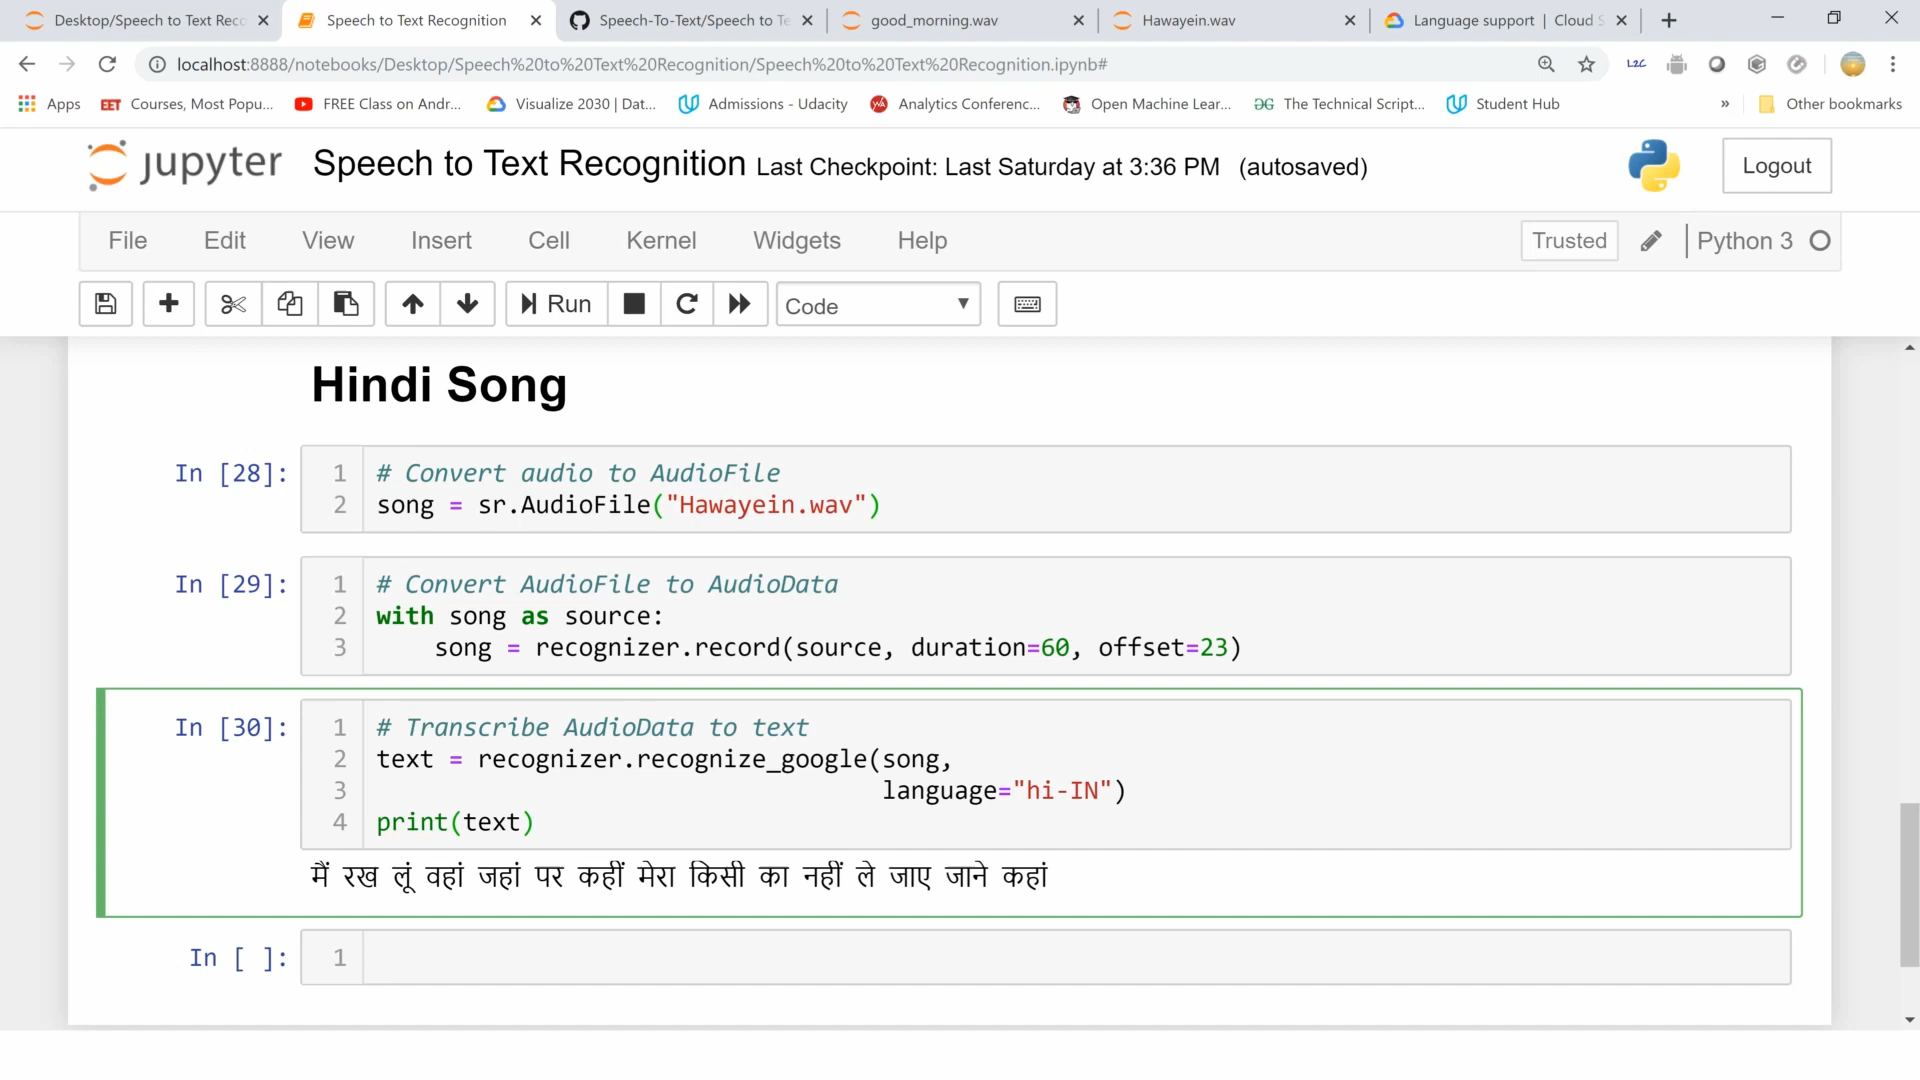 Desktop/Speech to Text Reco
Speech to Text Recognition
Speech-To-Text/Speech to Te
good_morning.wav
Hawayein.wav
Language support | Cloud S
localhost:8888/notebooks/Desktop/Speech%20to%20Text%20Recognition/Speech%20to%20Text%20Recognition.ipynb#
Apps
EET Courses, Most Popu...
FREE Class on Andr...
Visualize 2030 | Dat...
Admissions - Udacity
Analytics Conferenc...
Open Machine Lear...
The Technical Script...
Student Hub
» Other bookmarks
jupyter Speech to Text Recognition Last Checkpoint: Last Saturday at 3:36 PM (autosaved)
Logout
File Edit View Insert Cell Kernel Widgets Help
Trusted Python 3
Run Code
Hindi Song
In [28]:
1 # Convert audio to AudioFile
2 song = sr.AudioFile("Hawayein.wav")
In [29]:
1 # Convert AudioFile to AudioData
2 with song as source:
3 song = recognizer.record(source, duration=60, offset=23)
In [30]:
1 # Transcribe AudioData to text
2 text = recognizer.recognize_google(song,
3 language="hi-IN")
4 print(text)
मैं रख लूं वहां जहां पर कहीं मेरा किसी का नहीं ले जाए जाने कहां
In [ ]:
1